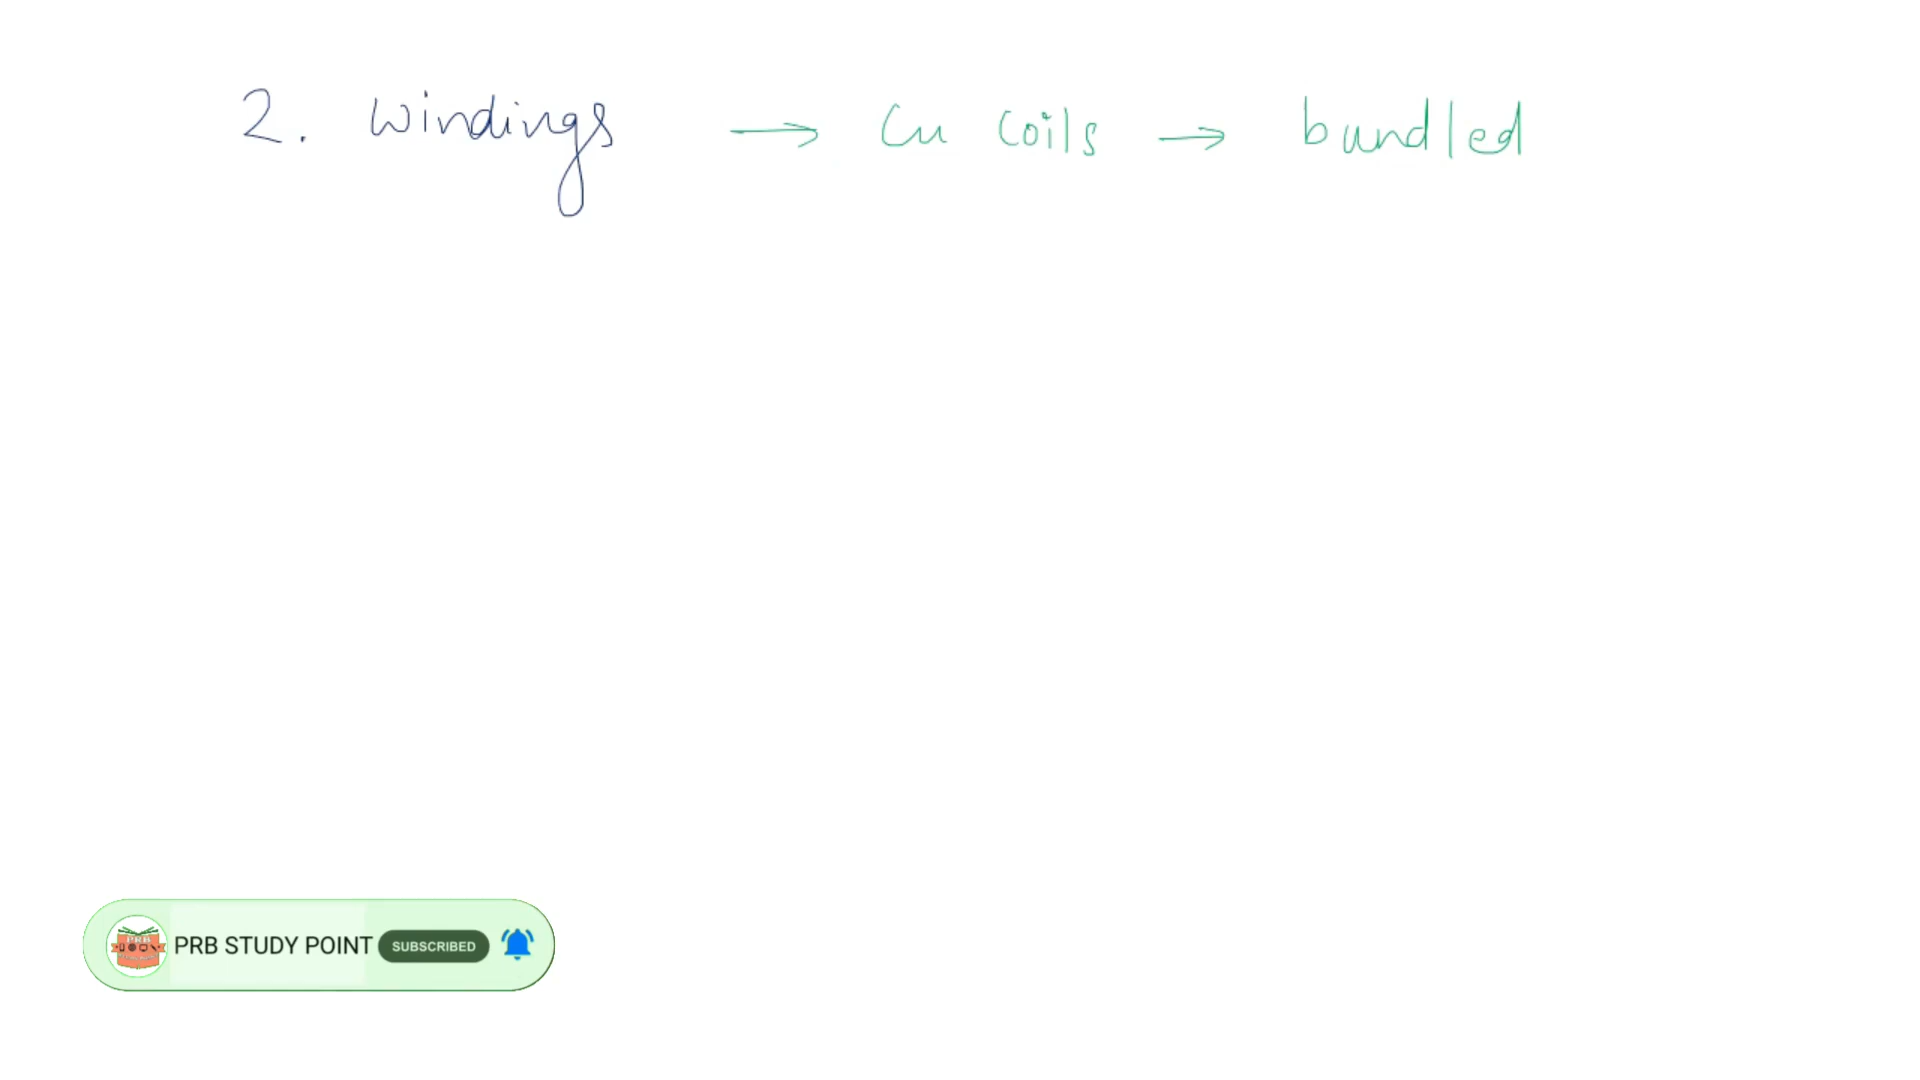 2. Windings → Cu Coils → bundled
PRB STUDY POINT SUBSCRIBED